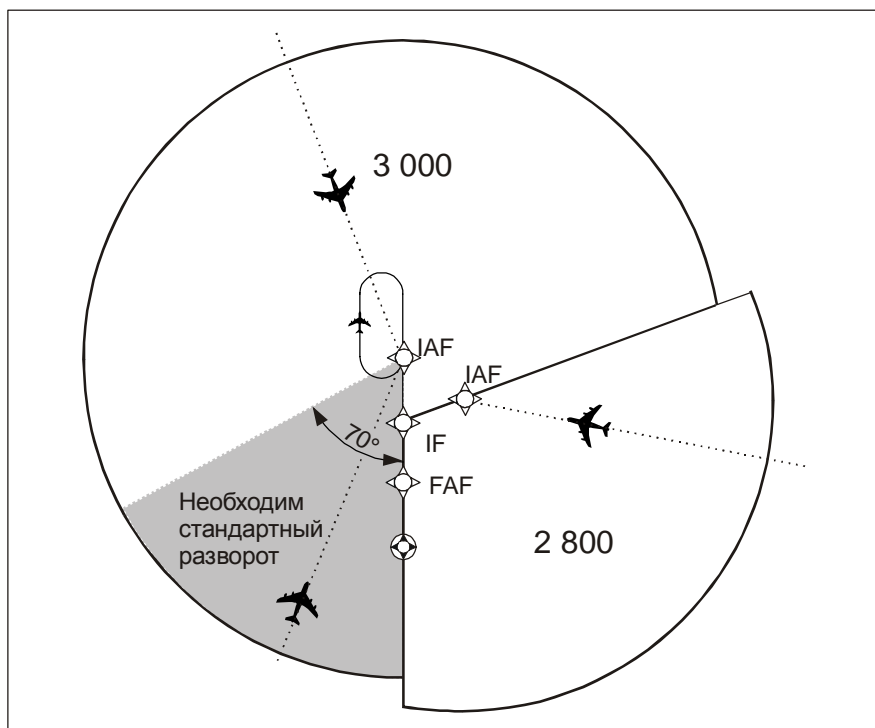 3 000
IAF
IAF
70°
IF
FAF
Необходим
стандартный
разворот
2 800